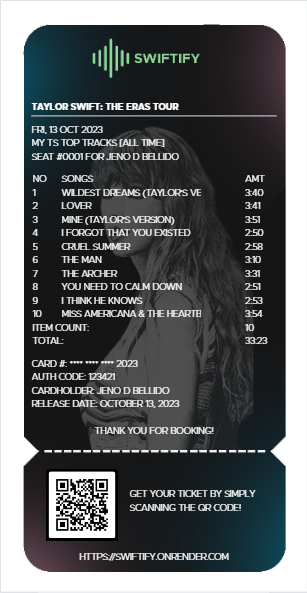 SWIFTIFY
TAYLOR SWIFT: THE ERAS TOUR
FRI, 13 OCT 2023
MY TS TOP TRACKS [ALL TIME]
SEAT #0001 FOR JENO D BELLIDO
NO SONGS AMT
1 WILDEST DREAMS (TAYLOR'S VE 3:40
2 LOVER 3:41
3 MINE (TAYLOR'S VERSION) 3:51
4 I FORGOT THAT YOU EXISTED 2:50
5 CRUEL SUMMER 2:58
6 THE MAN 3:10
7 THE ARCHER 3:31
8 YOU NEED TO CALM DOWN 2:51
9 I THINK HE KNOWS 2:53
10 MISS AMERICANA & THE HEARTB 3:54
ITEM COUNT: 10
TOTAL: 33:23
CARD #: **** **** **** 2023
AUTH CODE: 123421
CARDHOLDER: JENO D BELLIDO
RELEASE DATE: OCTOBER 13, 2023
THANK YOU FOR BOOKING!
GET YOUR TICKET BY SIMPLY
SCANNING THE QR CODE!
HTTPS://SWIFTIFY.ONRENDER.COM